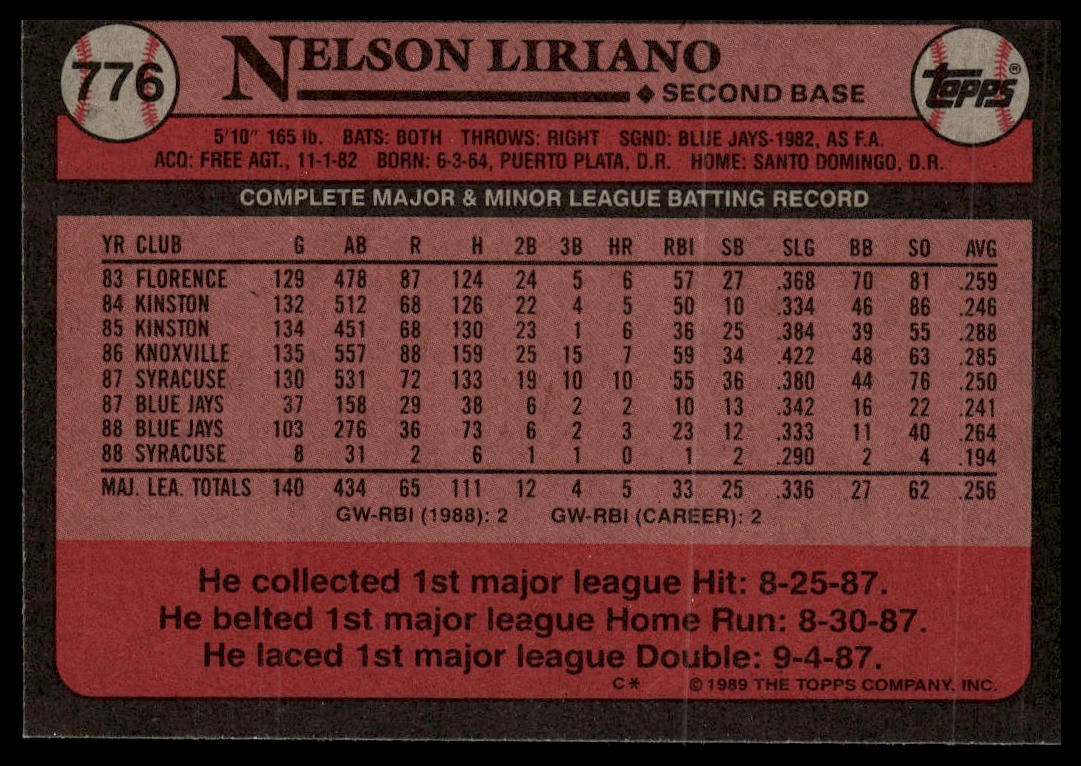 776
NELSON LIRIANO
TOPPS®
◆ SECOND BASE
5'10" 165 lb. BATS: BOTH THROWS: RIGHT SGND: BLUE JAYS-1982, AS F.A.
ACQ: FREE AGT., 11-1-82 BORN: 6-3-64, PUERTO PLATA, D.R. HOME: SANTO DOMINGO, D.R.
COMPLETE MAJOR & MINOR LEAGUE BATTING RECORD
YR CLUB G AB R H 2B 3B HR RBI SB SLG BB SO AVG
83 FLORENCE 129 478 87 124 24 5 6 57 27 .368 70 81 .259
84 KINSTON 132 512 68 126 22 4 5 50 10 .334 46 86 .246
85 KINSTON 134 451 68 130 23 1 6 36 25 .384 39 55 .288
86 KNOXVILLE 135 557 88 159 25 15 7 59 34 .422 48 63 .285
87 SYRACUSE 130 531 72 133 19 10 10 55 36 .380 44 76 .250
87 BLUE JAYS 37 158 29 38 6 2 2 10 13 .342 16 22 .241
88 BLUE JAYS 103 276 36 73 6 2 3 23 12 .333 11 40 .264
88 SYRACUSE 8 31 2 6 1 1 0 1 2 .290 2 4 .194
MAJ. LEA. TOTALS 140 434 65 111 12 4 5 33 25 .336 27 62 .256
GW-RBI (1988): 2 GW-RBI (CAREER): 2
He collected 1st major league Hit: 8-25-87.
He belted 1st major league Home Run: 8-30-87.
He laced 1st major league Double: 9-4-87.
C* © 1989 THE TOPPS COMPANY, INC.